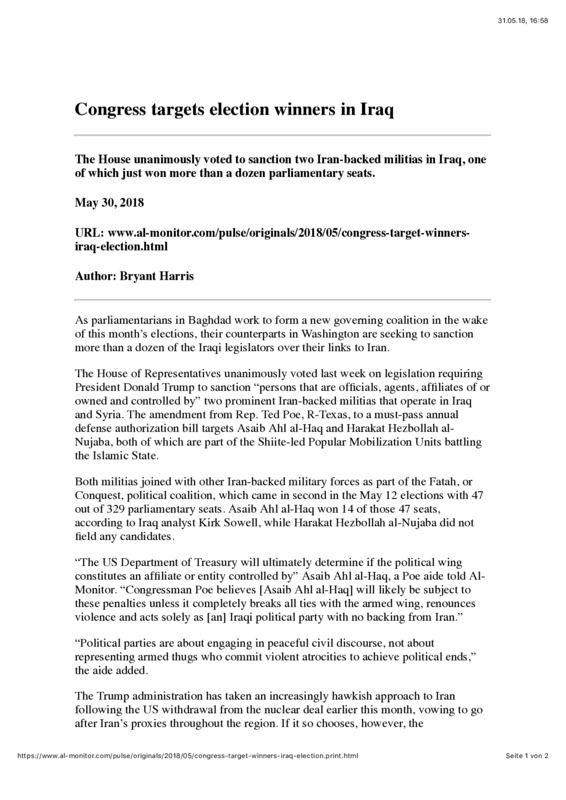 31.05.18, 16:58
Congress targets election winners in Iraq
The House unanimously voted to sanction two Iran-backed militias in Iraq, one
of which just won more than a dozen parliamentary seats.
May 30, 2018
URL: www.al-monitor.com/pulse/originals/2018/05/congress-target-winners-
iraq-election.html
Author: Bryant Harris
As parliamentarians in Baghdad work to form a new governing coalition in the wake
of this month’s elections, their counterparts in Washington are seeking to sanction
more than a dozen of the Iraqi legislators over their links to Iran.
The House of Representatives unanimously voted last week on legislation requiring
President Donald Trump to sanction “persons that are officials, agents, affiliates of or
owned and controlled by” two prominent Iran-backed militias that operate in Iraq
and Syria. The amendment from Rep. Ted Poe, R-Texas, to a must-pass annual
defense authorization bill targets Asaib Ahl al-Haq and Harakat Hezbollah al-
Nujaba, both of which are part of the Shiite-led Popular Mobilization Units battling
the Islamic State.
Both militias joined with other Iran-backed military forces as part of the Fatah, or
Conquest, political coalition, which came in second in the May 12 elections with 47
out of 329 parliamentary seats. Asaib Ahl al-Haq won 14 of those 47 seats,
according to Iraq analyst Kirk Sowell, while Harakat Hezbollah al-Nujaba did not
field any candidates.
“The US Department of Treasury will ultimately determine if the political wing
constitutes an affiliate or entity controlled by” Asaib Ahl al-Haq, a Poe aide told Al-
Monitor. “Congressman Poe believes [Asaib Ahl al-Haq] will likely be subject to
these penalties unless it completely breaks all ties with the armed wing, renounces
violence and acts solely as [an] Iraqi political party with no backing from Iran.”
“Political parties are about engaging in peaceful civil discourse, not about
representing armed thugs who commit violent atrocities to achieve political ends,”
the aide added.
The Trump administration has taken an increasingly hawkish approach to Iran
following the US withdrawal from the nuclear deal earlier this month, vowing to go
after Iran’s proxies throughout the region. If it so chooses, however, the
https://www.al-monitor.com/pulse/originals/2018/05/congress-target-winners-iraq-election.print.html
Seite 1 von 2